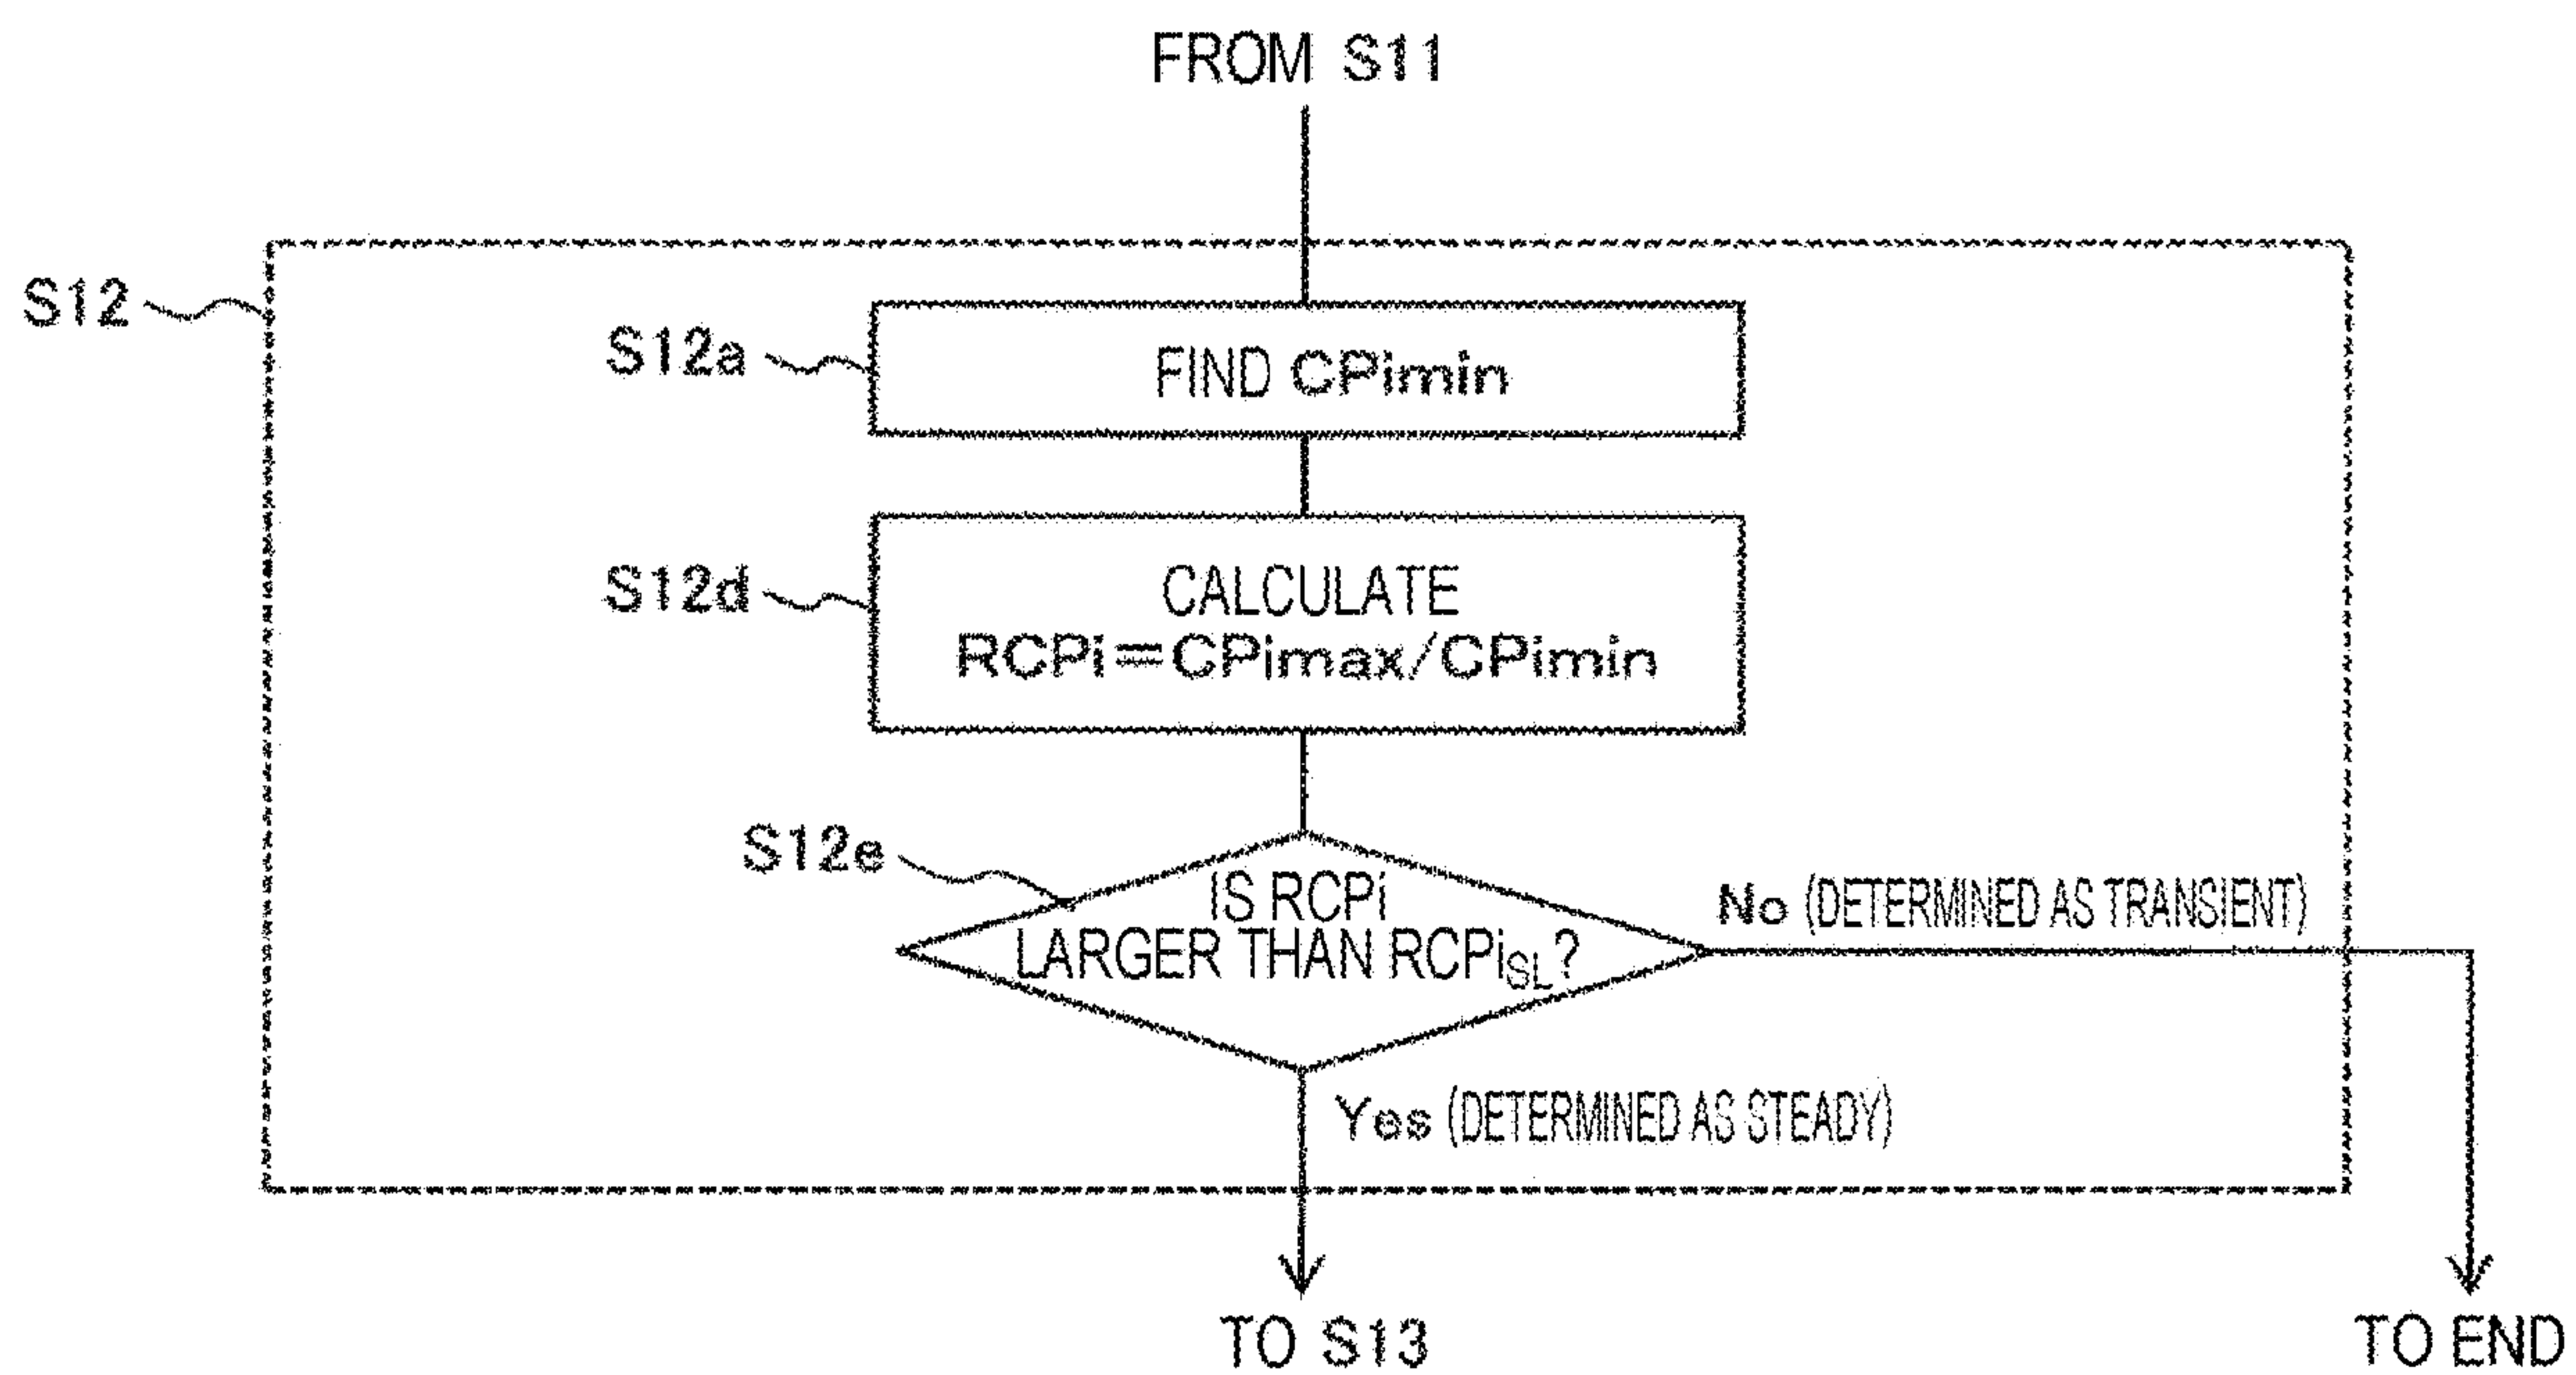 FROM S11
S12
S12a
FIND CPimin
S12d
CALCULATE
RCPi=CPimax/CPimin
S12e
IS RCPi
LARGER THAN RCPiSL?
No (DETERMINED AS TRANSIENT)
Yes (DETERMINED AS STEADY)
TO S13
TO END